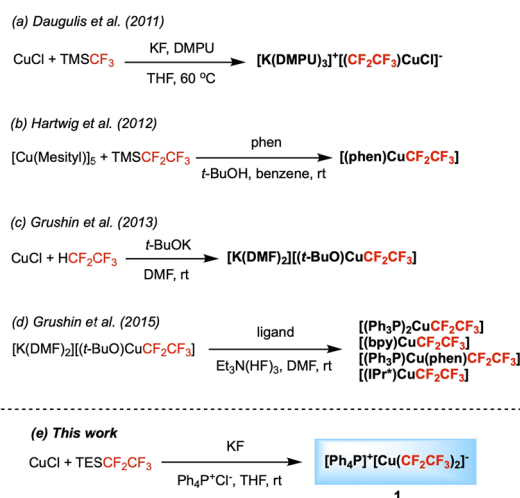 (a) Daugulis et al. (2011)
KF, DMPU
CuCl + TMSCF₃ [K(DMPU)₃]⁺[(CF₂CF₃)CuCl]⁻
THF, 60 ºC
(b) Hartwig et al. (2012)
phen
[Cu(Mesityl)]₅ + TMSCF₂CF₃ [(phen)CuCF₂CF₃]
t-BuOH, benzene, rt
(c) Grushin et al. (2013)
t-BuOK
CuCl + HCF₂CF₃ [K(DMF)₂][(t-BuO)CuCF₂CF₃]
DMF, rt
(d) Grushin et al. (2015)
ligand
[K(DMF)₂][(t-BuO)CuCF₂CF₃]
Et₃N(HF)₃, DMF, rt
[(Ph₃P)₂CuCF₂CF₃]
[(bpy)CuCF₂CF₃]
[(Ph₃P)Cu(phen)CF₂CF₃]
[(IPr*)CuCF₂CF₃]
(e) This work
KF
CuCl + TESCF₂CF₃ [Ph₄P]⁺[Cu(CF₂CF₃)₂]⁻
Ph₄P⁺Cl⁻, THF, rt
1